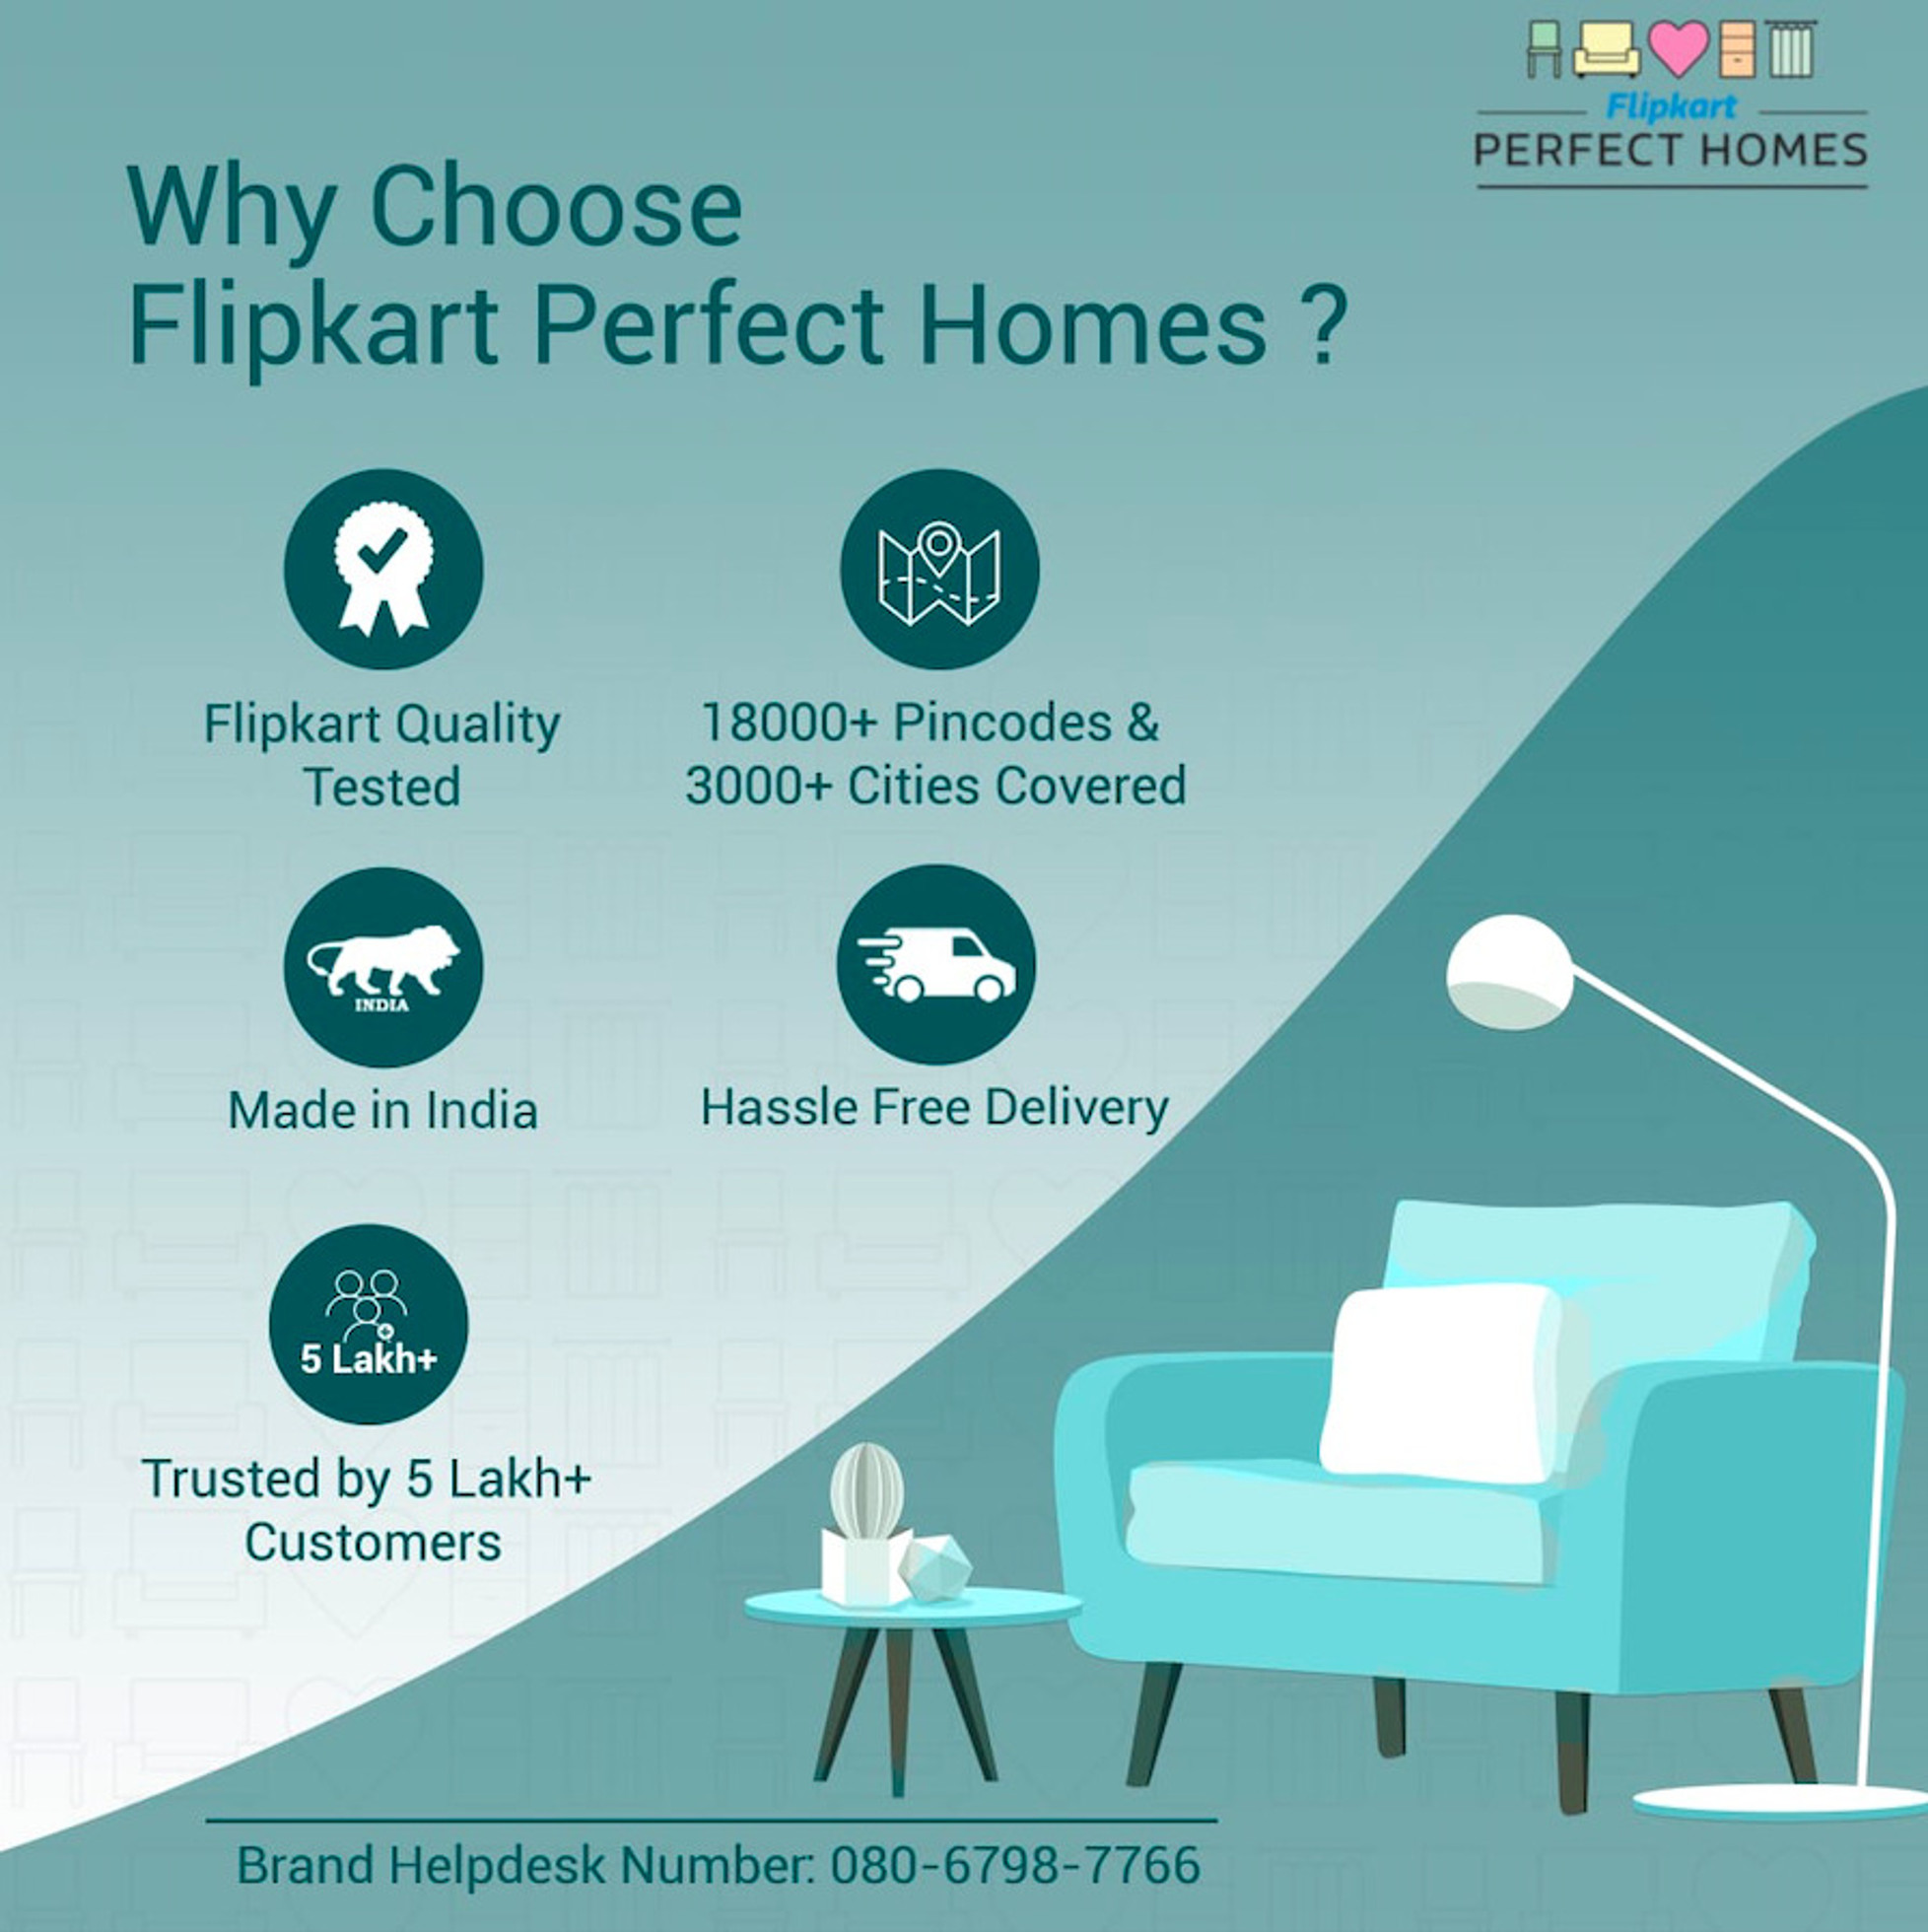 Flipkart
PERFECT HOMES
Why Choose
Flipkart Perfect Homes ?
Flipkart Quality
Tested
18000+ Pincodes &
3000+ Cities Covered
INDIA
Made in India
Hassle Free Delivery
5 Lakh+
Trusted by 5 Lakh+
Customers
Brand Helpdesk Number: 080-6798-7766